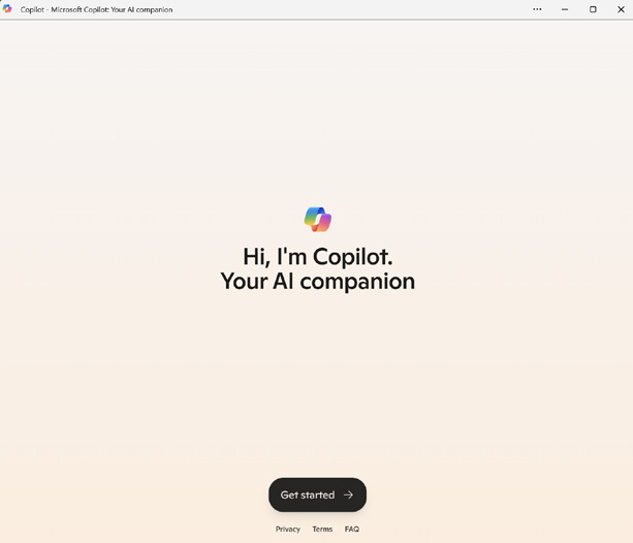 Copilot - Microsoft Copilot: Your AI companion
Hi, I'm Copilot.
Your AI companion
Get started
Privacy Terms FAQ